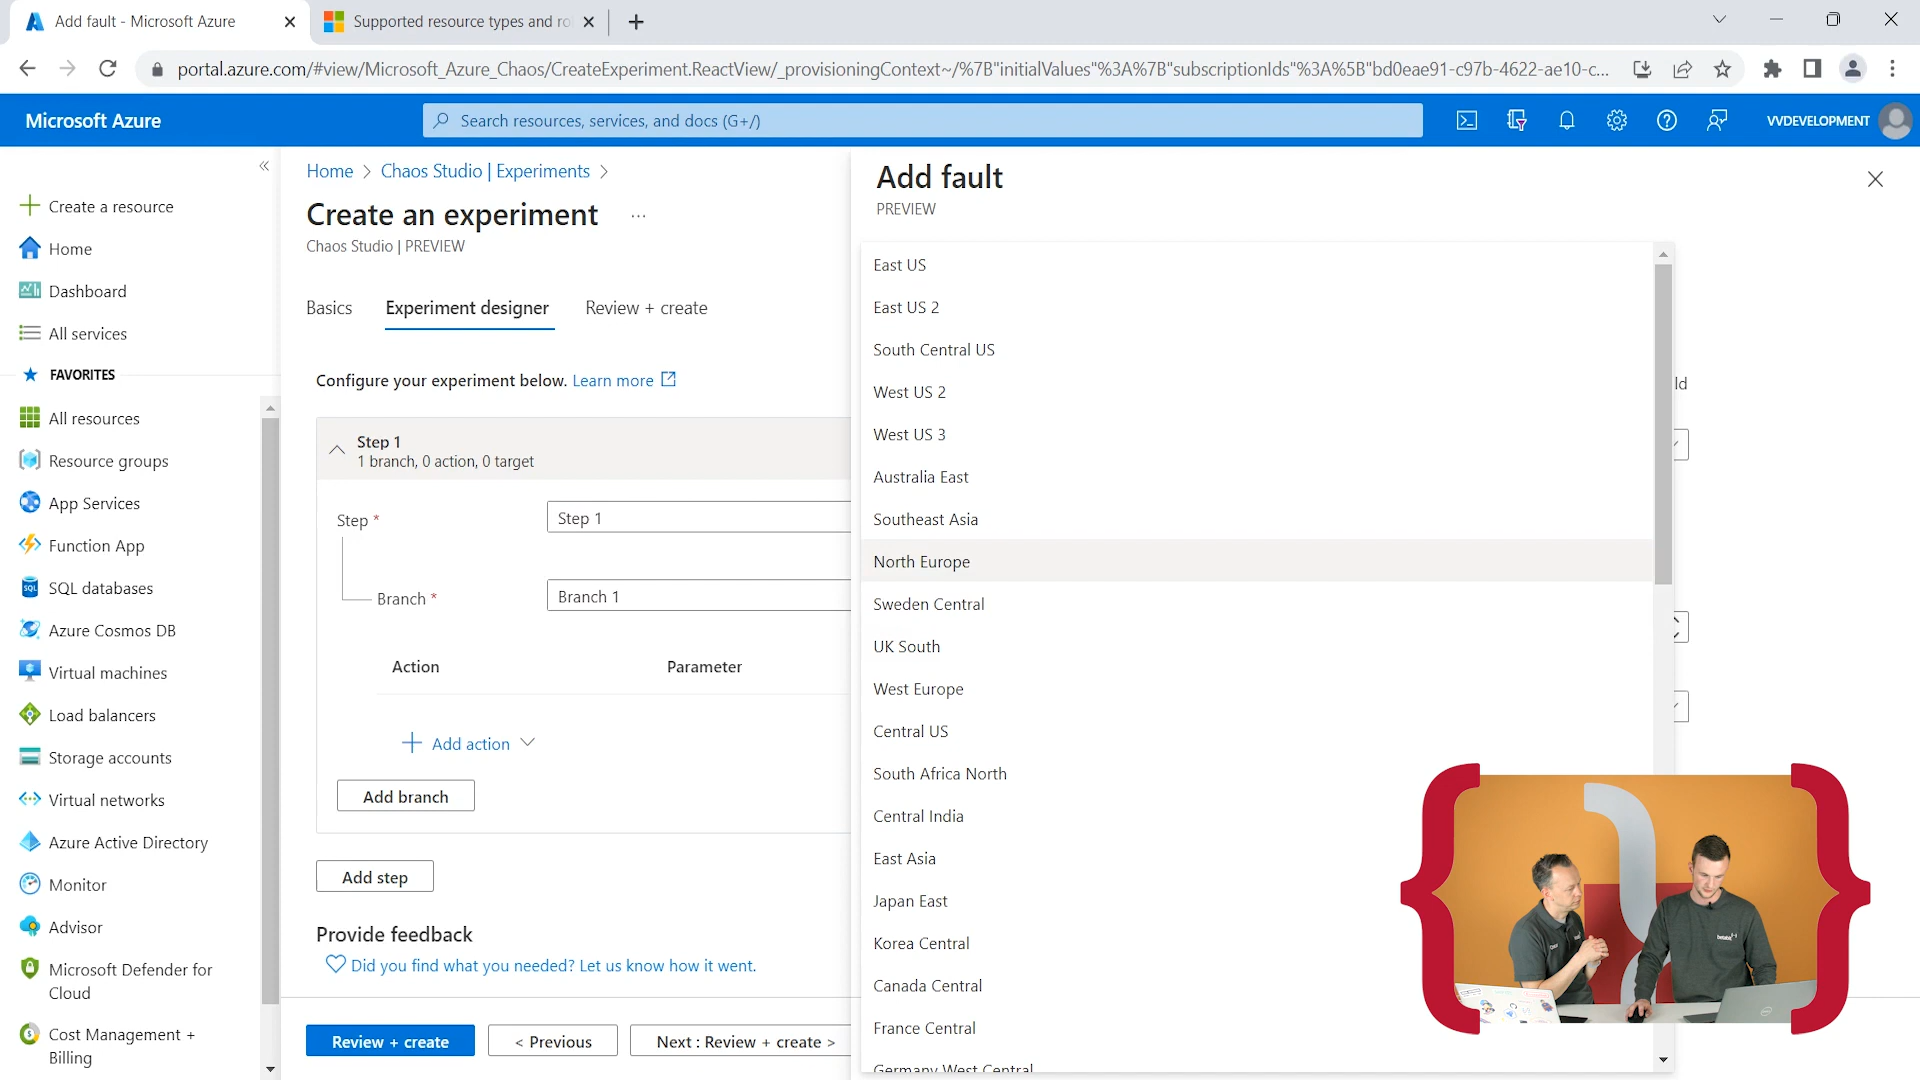 Add fault - Microsoft Azure
Supported resource types and ro
portal.azure.com/#view/Microsoft_Azure_Chaos/CreateExperiment.ReactView/_provisioningContext~/%7B"initialValues"%3A%7B"subscriptionIds"%3A%5B"bd0eae91-c97b-4622-ae10-c...
Microsoft Azure
Search resources, services, and docs (G+/)
VVDEVELOPMENT
Create a resource
Home
Dashboard
All services
FAVORITES
All resources
Resource groups
App Services
Function App
SQL databases
Azure Cosmos DB
Virtual machines
Load balancers
Storage accounts
Virtual networks
Azure Active Directory
Monitor
Advisor
Microsoft Defender for
Cloud
Cost Management +
Billing
Home > Chaos Studio | Experiments >
Create an experiment ...
Chaos Studio | PREVIEW
Basics
Experiment designer
Review + create
Configure your experiment below. Learn more
Step 1
1 branch, 0 action, 0 target
Step *
Step 1
Branch *
Branch 1
Action
Parameter
Add action
Add branch
Add step
Provide feedback
Did you find what you needed? Let us know how it went.
Review + create
< Previous
Next : Review + create >
Add fault
PREVIEW
East US
East US 2
South Central US
West US 2
West US 3
Australia East
Southeast Asia
North Europe
Sweden Central
UK South
West Europe
Central US
South Africa North
Central India
East Asia
Japan East
Korea Central
Canada Central
France Central
Germany West Central
ld